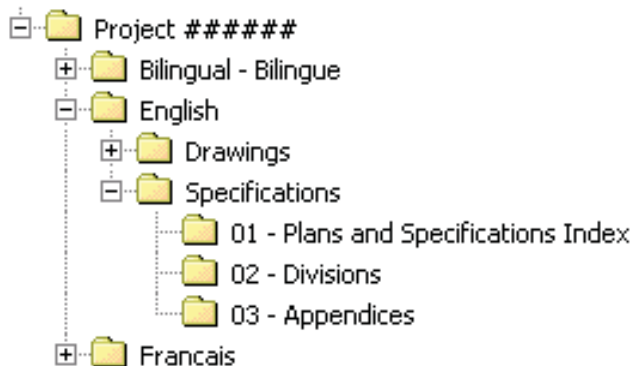 Project ######
Bilingual - Bilingue
English
Drawings
Specifications
01 - Plans and Specifications Index
02 - Divisions
03 - Appendices
Francais